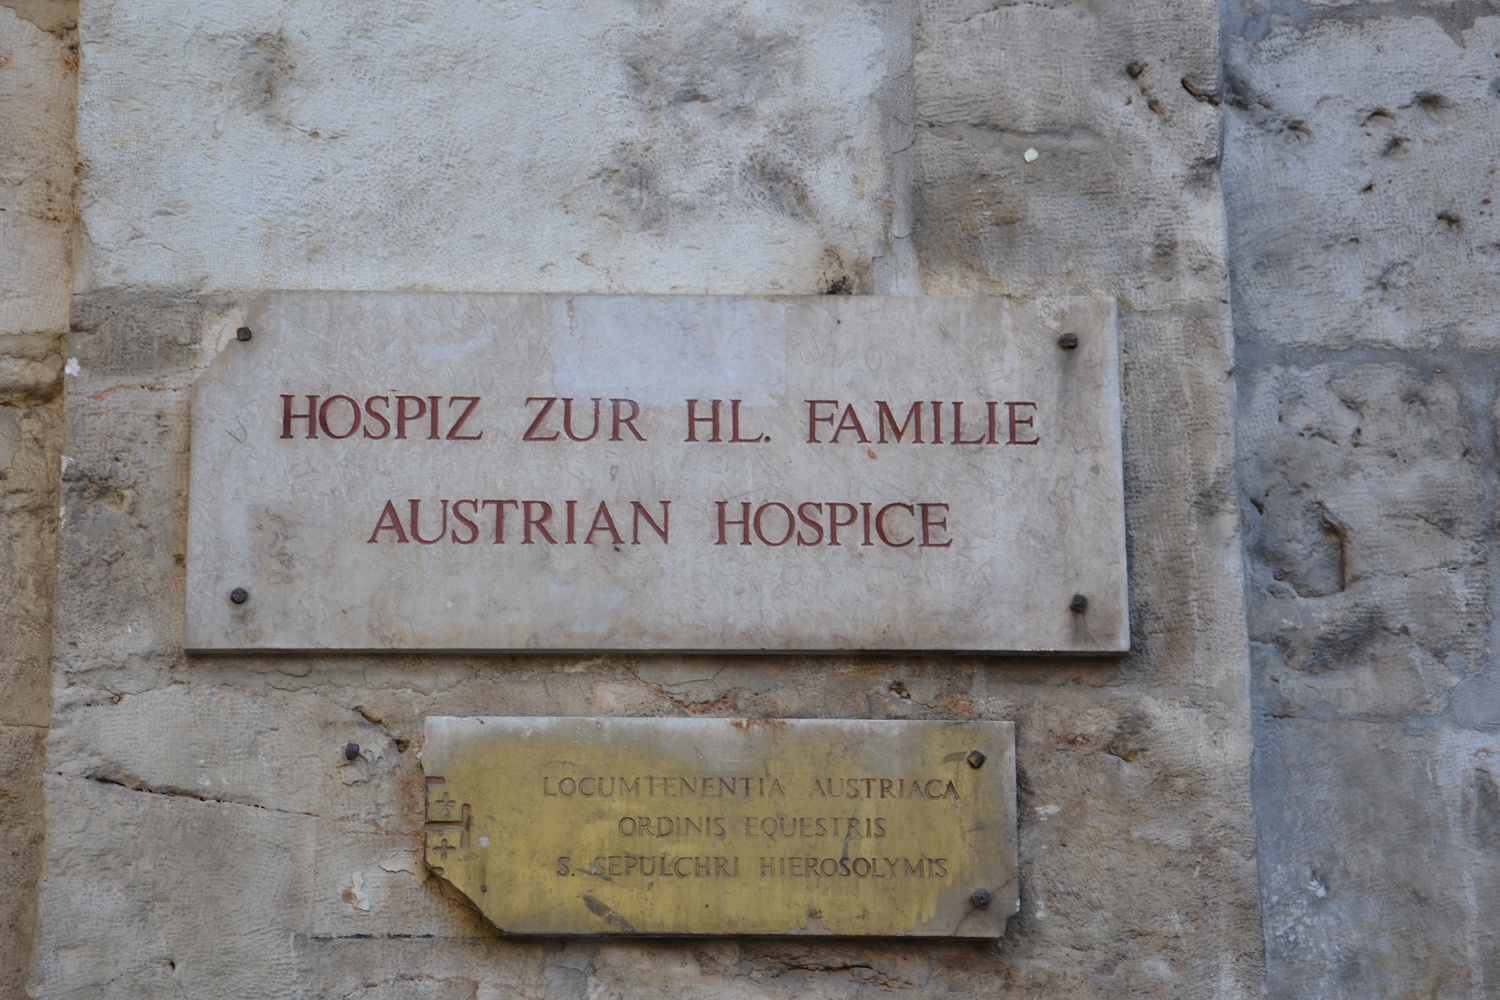 HOSPIZ ZUR HL. FAMILIE
AUSTRIAN HOSPICE
LOCUMTENENTIA AUSTRIACA
ORDINIS EQUESTRIS
S. SEPULCHRI HIEROSOLYMIS